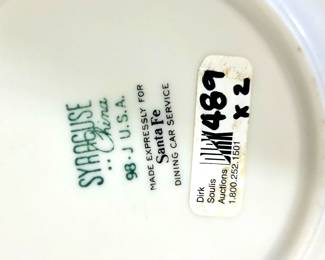 SYRACUSE
China
98-J U.S.A.
MADE EXPRESSLY FOR
Santa Fe
DINING CAR SERVICE
489
x 2
Dirk
Soulis
Auctions
1.800.252.1501